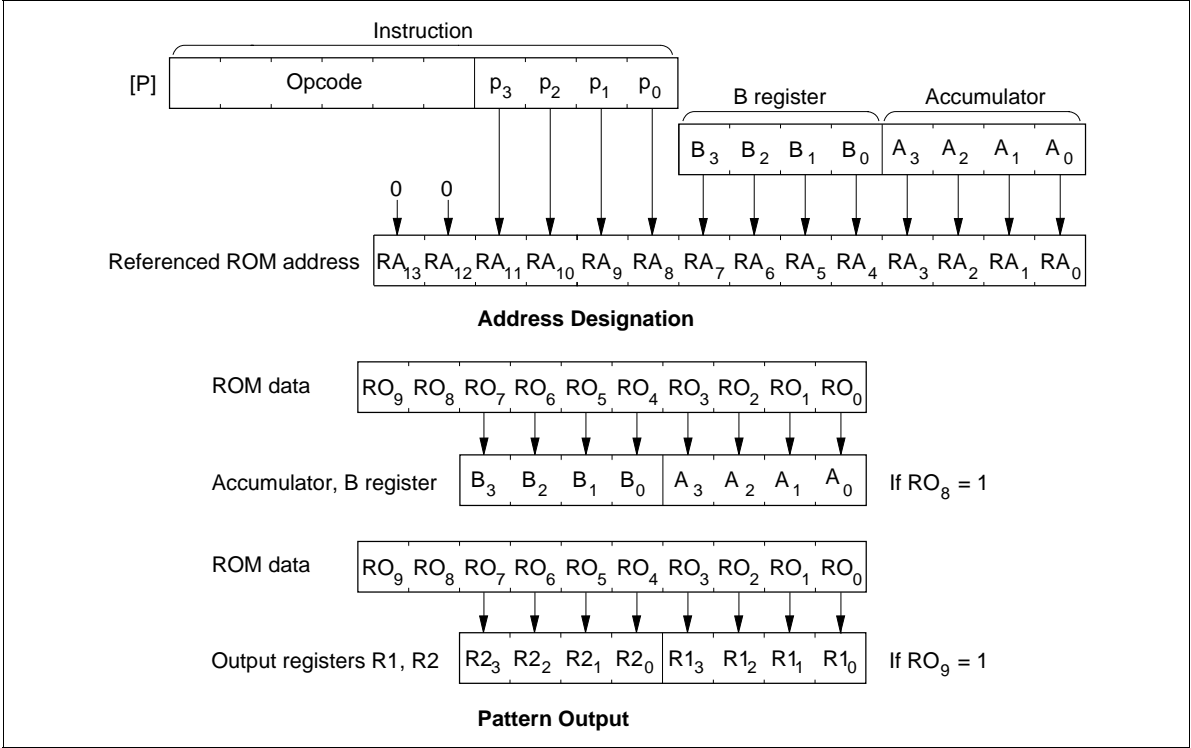 Instruction
[P] Opcode p3 p2 p1 p0
B register Accumulator
B3 B2 B1 B0 A3 A2 A1 A0
0 0
Referenced ROM address RA13 RA12 RA11 RA10 RA9 RA8 RA7 RA6 RA5 RA4 RA3 RA2 RA1 RA0
Address Designation
ROM data RO9 RO8 RO7 RO6 RO5 RO4 RO3 RO2 RO1 RO0
Accumulator, B register B3 B2 B1 B0 A3 A2 A1 A0 If RO8 = 1
ROM data RO9 RO8 RO7 RO6 RO5 RO4 RO3 RO2 RO1 RO0
Output registers R1, R2 R23 R22 R21 R20 R13 R12 R11 R10 If RO9 = 1
Pattern Output